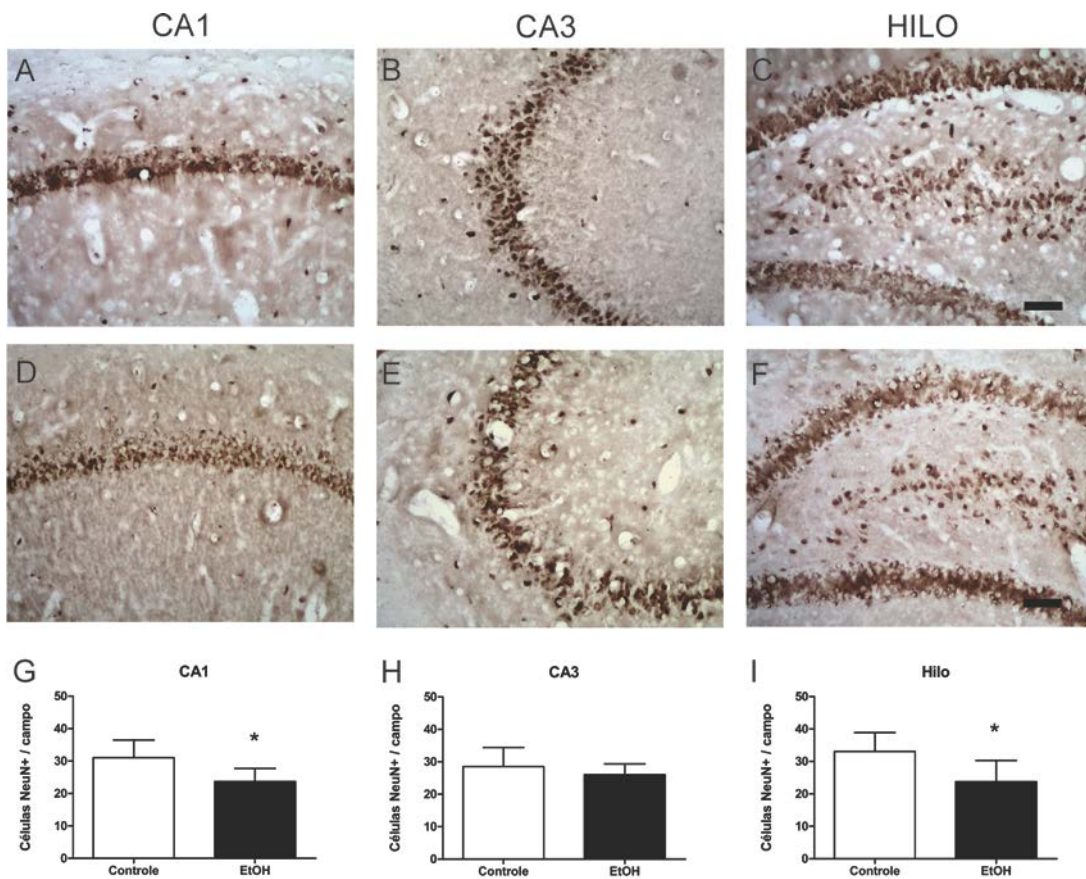 CA1 CA3 HILO
A B C
D E F
G CA1 H CA3 I Hilo
Células NeuN+ / campo
50
40
30
20
10
0
*
Controle EtOH
Células NeuN+ / campo
50
40
30
20
10
0
Controle EtOH
Células NeuN+ / campo
50
40
30
20
10
0
*
Controle EtOH